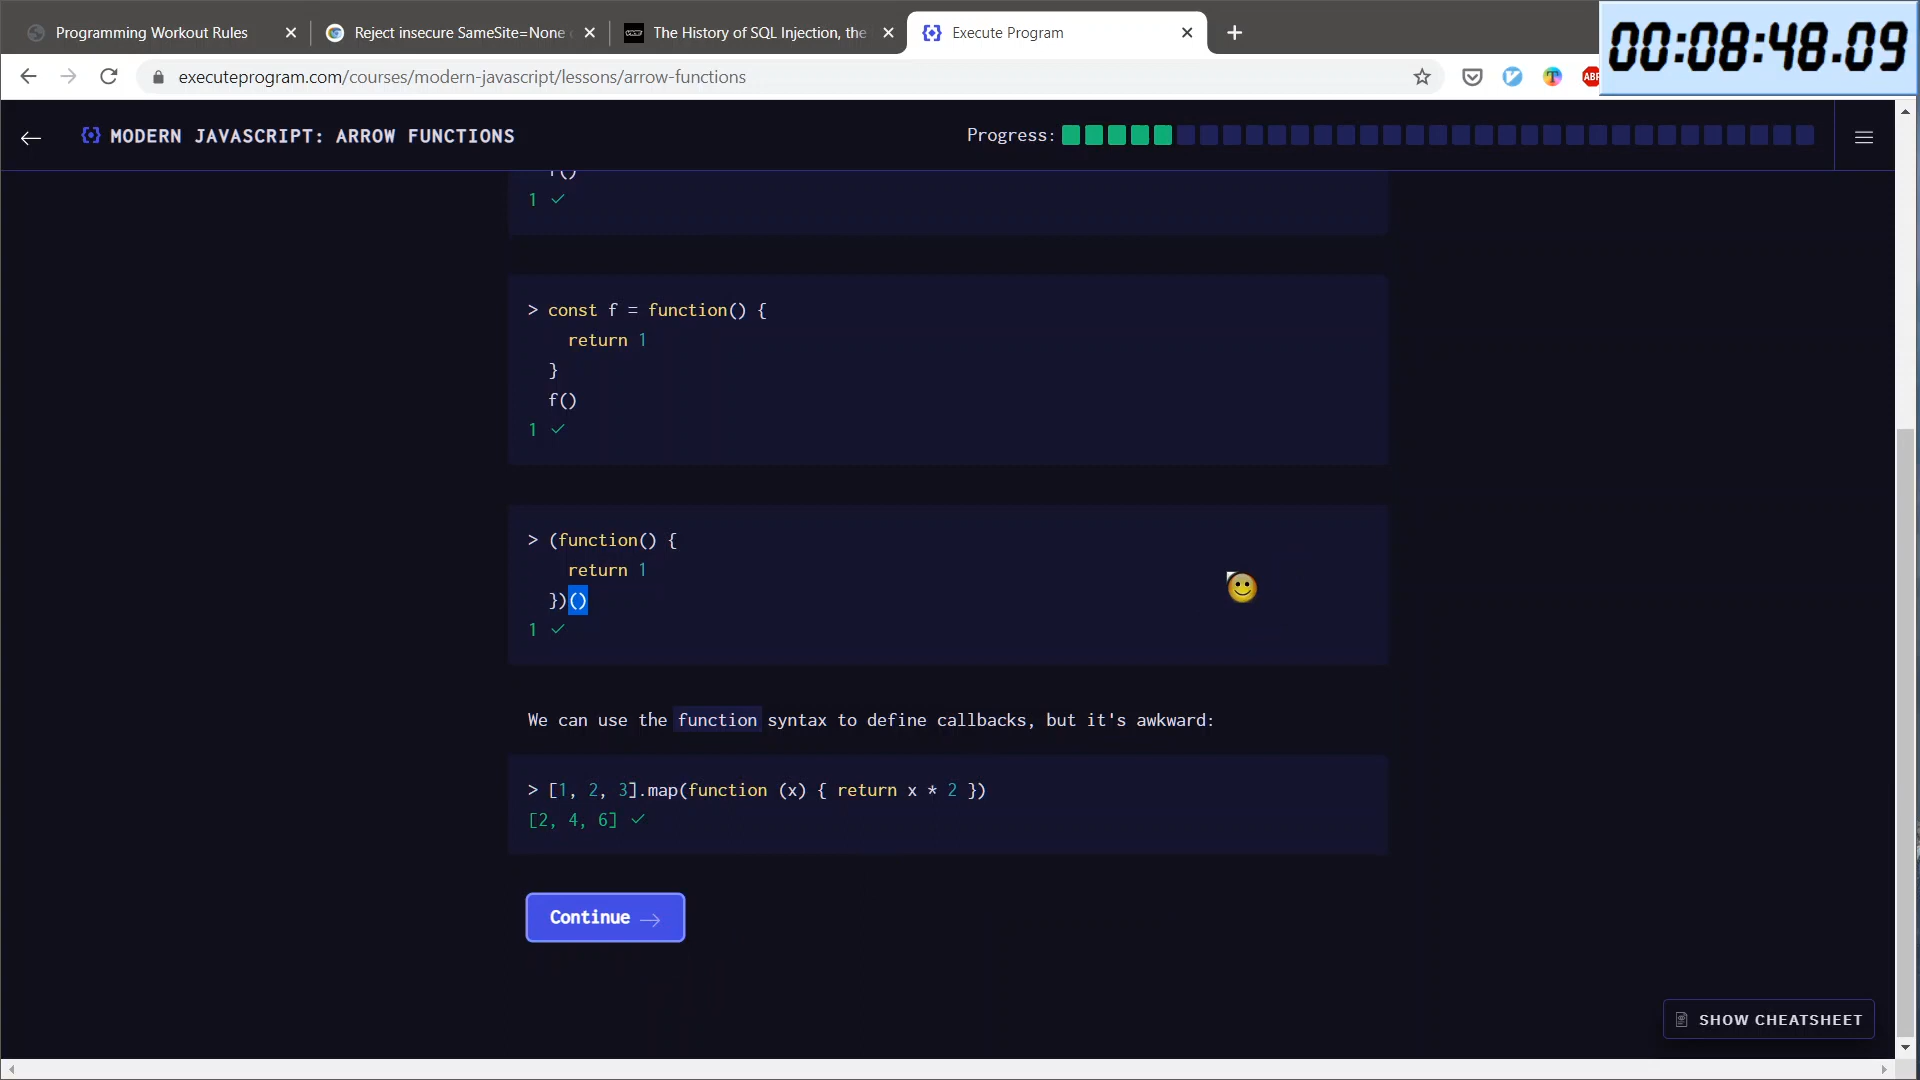 Programming Workout Rules
Reject insecure SameSite=None
The History of SQL Injection, the
Execute Program
00:08:48.09
executeprogram.com/courses/modern-javascript/lessons/arrow-functions
ABP
MODERN JAVASCRIPT: ARROW FUNCTIONS
Progress:
f()
1 ✓
> const f = function() {
return 1
}
f()
1 ✓
> (function() {
return 1
})()
1 ✓
We can use the function syntax to define callbacks, but it's awkward:
> [1, 2, 3].map(function (x) { return x * 2 })
[2, 4, 6] ✓
Continue →
SHOW CHEATSHEET